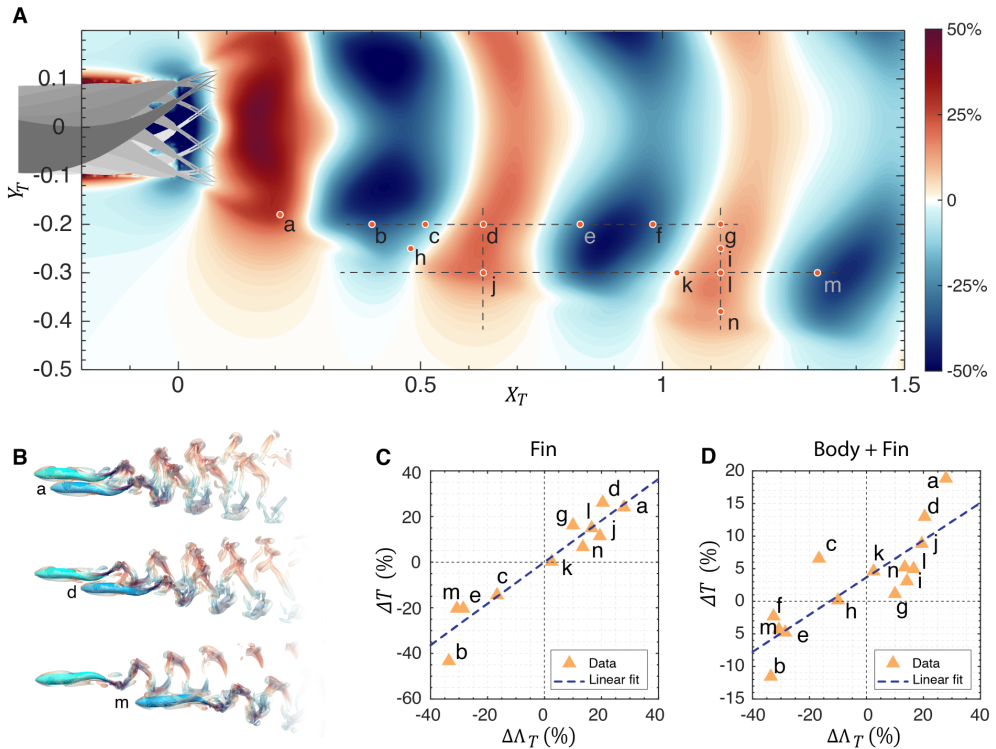 A
50%
25%
0
-25%
-50%
Y_T
0.1
0
-0.1
-0.2
-0.3
-0.4
-0.5
a
b
c
d
e
f
g
h
i
j
k
l
m
n
0
0.5
1
1.5
X_T
B
a
d
m
C
Fin
ΔT (%)
40
20
0
-20
-40
-60
d
a
g
l
j
n
k
c
m
e
b
Data
Linear fit
-40
-20
0
20
40
ΔΛ_T (%)
D
Body + Fin
ΔT (%)
20
15
10
5
0
5
-10
-15
a
d
c
j
k
l
n
i
g
h
f
m
e
b
Data
Linear fit
-40
-20
0
20
40
ΔΛ_T (%)